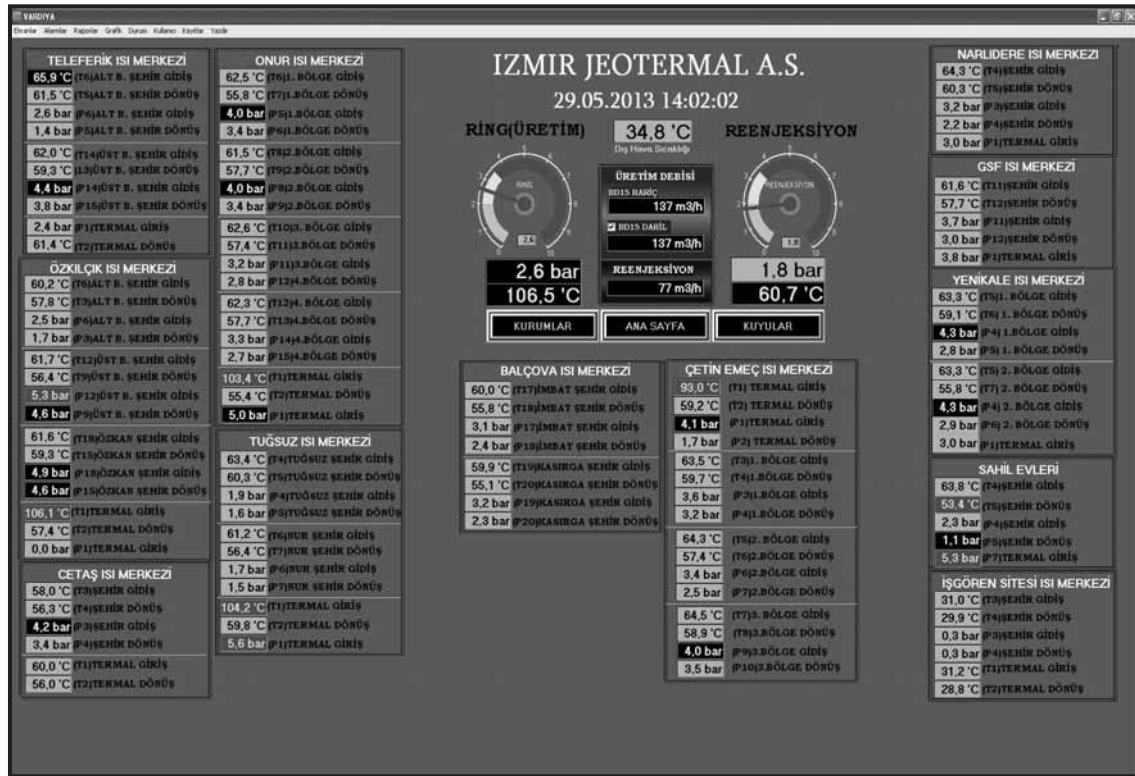 VARDIYA
Ekranlar Alarmlar Raporlar Grafik Durum Kullanıcı Kayıtlar Yazdır
TELEFERİK ISI MERKEZİ
65,9 'C (T6)ALT B. ŞEHİR GİDİŞ
61,5 'C (T5)ALT B. ŞEHİR DÖNÜŞ
2,6 bar (P6)ALT B. ŞEHİR GİDİŞ
1,4 bar (P5)ALT B. ŞEHİR DÖNÜŞ
62,0 'C (T14)ÜST B. ŞEHİR GİDİŞ
59,3 'C (13)ÜST B. ŞEHİR DÖNÜŞ
4,4 bar (P14)ÜST B. ŞEHİR GİDİŞ
3,8 bar (P15)ÜST B. ŞEHİR DÖNÜŞ
2,4 bar (P1)TERMAL GİRİŞ
61,4 'C (T2)TERMAL DÖNÜŞ
ÖZKILÇIK ISI MERKEZİ
60,2 'C (T6)ALT B. ŞEHİR GİDİŞ
57,8 'C (T3)ALT B. ŞEHİR DÖNÜŞ
2,5 bar (P6)ALT B. ŞEHİR GİDİŞ
1,7 bar (P3)ALT B. ŞEHİR DÖNÜŞ
61,7 'C (T12)ÜST B. ŞEHİR GİDİŞ
56,4 'C (T9)ÜST B. ŞEHİR DÖNÜŞ
5,3 bar (P12)ÜST B. ŞEHİR GİDİŞ
4,6 bar (P9)ÜST B. ŞEHİR DÖNÜŞ
61,6 'C (T18)ÖZKAN ŞEHİR GİDİŞ
59,3 'C (T15)ÖZKAN ŞEHİR DÖNÜŞ
4,9 bar (P18)ÖZKAN ŞEHİR GİDİŞ
4,6 bar (P15)ÖZKAN ŞEHİR DÖNÜŞ
106,1 'C (T1)TERMAL GİRİŞ
57,4 'C (T2)TERMAL DÖNÜŞ
0,0 bar (P1)TERMAL GİRİŞ
CETAŞ ISI MERKEZİ
58,0 'C (T3)ŞEHİR GİDİŞ
56,3 'C (T4)ŞEHİR DÖNÜŞ
4,2 bar (P3)ŞEHİR GİDİŞ
3,4 bar (P4)ŞEHİR DÖNÜŞ
60,0 'C (T1)TERMAL GİRİŞ
56,0 'C (T2)TERMAL DÖNÜŞ
ONUR ISI MERKEZİ
62,5 'C (T6)1. BÖLGE GİDİŞ
55,8 'C (T7)1.BÖLGE DÖNÜŞ
4,0 bar (P5)1.BÖLGE GİDİŞ
3,4 bar (P6)1.BÖLGE DÖNÜŞ
61,5 'C (T8)2.BÖLGE GİDİŞ
57,7 'C (T9)2.BÖLGE DÖNÜŞ
4,0 bar (P8)2.BÖLGE GİDİŞ
3,4 bar (P9)2.BÖLGE DÖNÜŞ
62,6 'C (T10)3. BÖLGE GİDİŞ
57,4 'C (T11)3.BÖLGE DÖNÜŞ
3,2 bar (P11)3.BÖLGE GİDİŞ
2,8 bar (P12)3.BÖLGE DÖNÜŞ
62,3 'C (T12)4. BÖLGE GİDİŞ
57,7 'C (T13)4.BÖLGE DÖNÜŞ
3,3 bar (P14)4.BÖLGE GİDİŞ
2,7 bar (P15)4.BÖLGE DÖNÜŞ
103,4 'C (T1)TERMAL GİRİŞ
55,4 'C (T2)TERMAL DÖNÜŞ
5,0 bar (P1)TERMAL GİRİŞ
TUĞSUZ ISI MERKEZİ
63,4 'C (T4)TUĞSUZ ŞEHİR GİDİŞ
60,3 'C (T5)TUĞSUZ ŞEHİR DÖNÜŞ
1,9 bar (P4)TUĞSUZ ŞEHİR GİDİŞ
1,6 bar (P5)TUĞSUZ ŞEHİR DÖNÜŞ
61,2 'C (T6)NUR ŞEHİR GİDİŞ
56,4 'C (T7)NUR ŞEHİR DÖNÜŞ
1,7 bar (P6)NUR ŞEHİR GİDİŞ
1,5 bar (P7)NUR ŞEHİR DÖNÜŞ
104,2 'C (T1)TERMAL GİRİŞ
59,8 'C (T2)TERMAL DÖNÜŞ
5,6 bar (P1)TERMAL GİRİŞ
IZMIR JEOTERMAL A.S.
29.05.2013 14:02:02
RİNG(ÜRETİM)
34,8 'C
Dış Hava Sıcaklığı
REENJEKSİYON
RING
2,6
2,6 bar
106,5 'C
ÜRETİM DEBİSİ
BD15 HARİÇ
137 m3/h
BD15 DAHİL
137 m3/h
REENJEKSİYON
77 m3/h
REENJEKSİYON
1,8
1,8 bar
60,7 'C
KURUMLAR
ANA SAYFA
KUYULAR
BALÇOVA ISI MERKEZİ
60,0 'C (T17)İMBAT ŞEHİR GİDİŞ
55,8 'C (T18)İMBAT ŞEHİR DÖNÜŞ
3,1 bar (P17)İMBAT ŞEHİR GİDİŞ
2,4 bar (P18)İMBAT ŞEHİR DÖNÜŞ
59,9 'C (T19)KASIRGA ŞEHİR GİDİŞ
55,1 'C (T20)KASIRGA ŞEHİR DÖNÜŞ
3,2 bar (P19)KASIRGA ŞEHİR GİDİŞ
2,3 bar (P20)KASIRGA ŞEHİR DÖNÜŞ
ÇETİN EMEÇ ISI MERKEZİ
93,0 'C (T1) TERMAL GİRİŞ
59,2 'C (T2) TERMAL DÖNÜŞ
4,1 bar (P1)TERMAL GİRİŞ
1,7 bar (P2) TERMAL DÖNÜŞ
63,5 'C (T3)1. BÖLGE GİDİŞ
59,7 'C (T4)1.BÖLGE DÖNÜŞ
3,6 bar (P3)1.BÖLGE GİDİŞ
3,2 bar (P4)1.BÖLGE DÖNÜŞ
64,3 'C (T5)2. BÖLGE GİDİŞ
57,4 'C (T6)2.BÖLGE DÖNÜŞ
3,4 bar (P6)2.BÖLGE GİDİŞ
2,5 bar (P7)2.BÖLGE DÖNÜŞ
64,5 'C (T7)3. BÖLGE GİDİŞ
58,9 'C (T8)3.BÖLGE DÖNÜŞ
4,0 bar (P9)3.BÖLGE GİDİŞ
3,5 bar (P10)3.BÖLGE DÖNÜŞ
NARLIDERE ISI MERKEZİ
64,3 'C (T4)ŞEHİR GİDİŞ
60,3 'C (T5)ŞEHİR DÖNÜŞ
3,2 bar (P3)ŞEHİR GİDİŞ
2,2 bar (P4)ŞEHİR DÖNÜŞ
3,0 bar (P1)TERMAL GİRİŞ
GSF ISI MERKEZİ
61,6 'C (T11)ŞEHİR GİDİŞ
57,7 'C (T12)ŞEHİR DÖNÜŞ
3,7 bar (P11)ŞEHİR GİDİŞ
3,0 bar (P12)ŞEHİR DÖNÜŞ
3,8 bar (P1)TERMAL GİRİŞ
YENİKALE ISI MERKEZİ
63,3 'C (T5)1. BÖLGE GİDİŞ
59,1 'C (T6) 1. BÖLGE DÖNÜŞ
4,3 bar (P4) 1.BÖLGE GİDİŞ
2,8 bar (P5) 1. BÖLGE DÖNÜŞ
63,3 'C (T5) 2. BÖLGE GİDİŞ
55,8 'C (T7) 2. BÖLGE DÖNÜŞ
4,3 bar (P4) 2. BÖLGE GİDİŞ
2,9 bar (P6) 2. BÖLGE DÖNÜŞ
3,0 bar (P1)TERMAL GİRİŞ
SAHİL EVLERİ
63,8 'C (T4)ŞEHİR GİDİŞ
53,4 'C (T5)ŞEHİR DÖNÜŞ
2,3 bar (P4)ŞEHİR GİDİŞ
1,1 bar (P5)ŞEHİR DÖNÜŞ
5,3 bar (P7)TERMAL GİRİŞ
İŞGÖREN SİTESİ ISI MERKEZİ
31,0 'C (T3)ŞEHİR GİDİŞ
29,9 'C (T4)ŞEHİR DÖNÜŞ
0,3 bar (P3)ŞEHİR GİDİŞ
0,3 bar (P4)ŞEHİR DÖNÜŞ
31,2 'C (T1)TERMAL GİRİŞ
28,8 'C (T2)TERMAL DÖNÜŞ